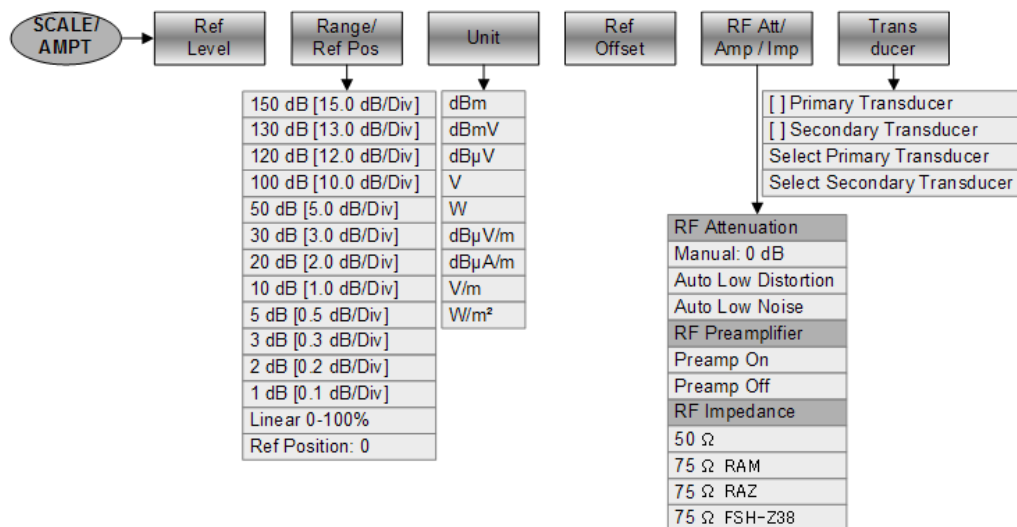 SCALE/
AMPT
Ref
Level
Range/
Ref Pos
Unit
Ref
Offset
RF Att/
Amp / Imp
Trans
ducer
150 dB [15.0 dB/Div]
130 dB [13.0 dB/Div]
120 dB [12.0 dB/Div]
100 dB [10.0 dB/Div]
50 dB [5.0 dB/Div]
30 dB [3.0 dB/Div]
20 dB [2.0 dB/Div]
10 dB [1.0 dB/Div]
5 dB [0.5 dB/Div]
3 dB [0.3 dB/Div]
2 dB [0.2 dB/Div]
1 dB [0.1 dB/Div]
Linear 0-100%
Ref Position: 0
dBm
dBmV
dBµV
V
W
dBµV/m
dBµA/m
V/m
W/m²
RF Attenuation
Manual: 0 dB
Auto Low Distortion
Auto Low Noise
RF Preamplifier
Preamp On
Preamp Off
RF Impedance
50 Ω
75 Ω RAM
75 Ω RAZ
75 Ω FSH-Z38
[ ] Primary Transducer
[ ] Secondary Transducer
Select Primary Transducer
Select Secondary Transducer